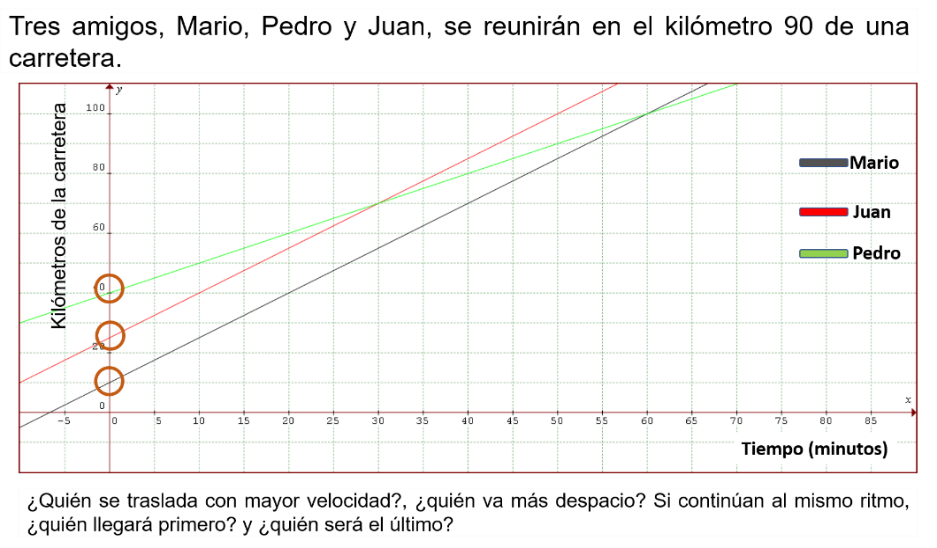 Tres amigos, Mario, Pedro y Juan, se reunirán en el kilómetro 90 de una
carretera.
Kilómetros de la carretera
y
100
80
60
0
20
0
Mario
Juan
Pedro
x
-5 0 5 10 15 20 25 30 35 40 45 50 55 60 65 70 75 80 85
Tiempo (minutos)
¿Quién se traslada con mayor velocidad?, ¿quién va más despacio? Si continúan al mismo ritmo,
¿quién llegará primero? y ¿quién será el último?